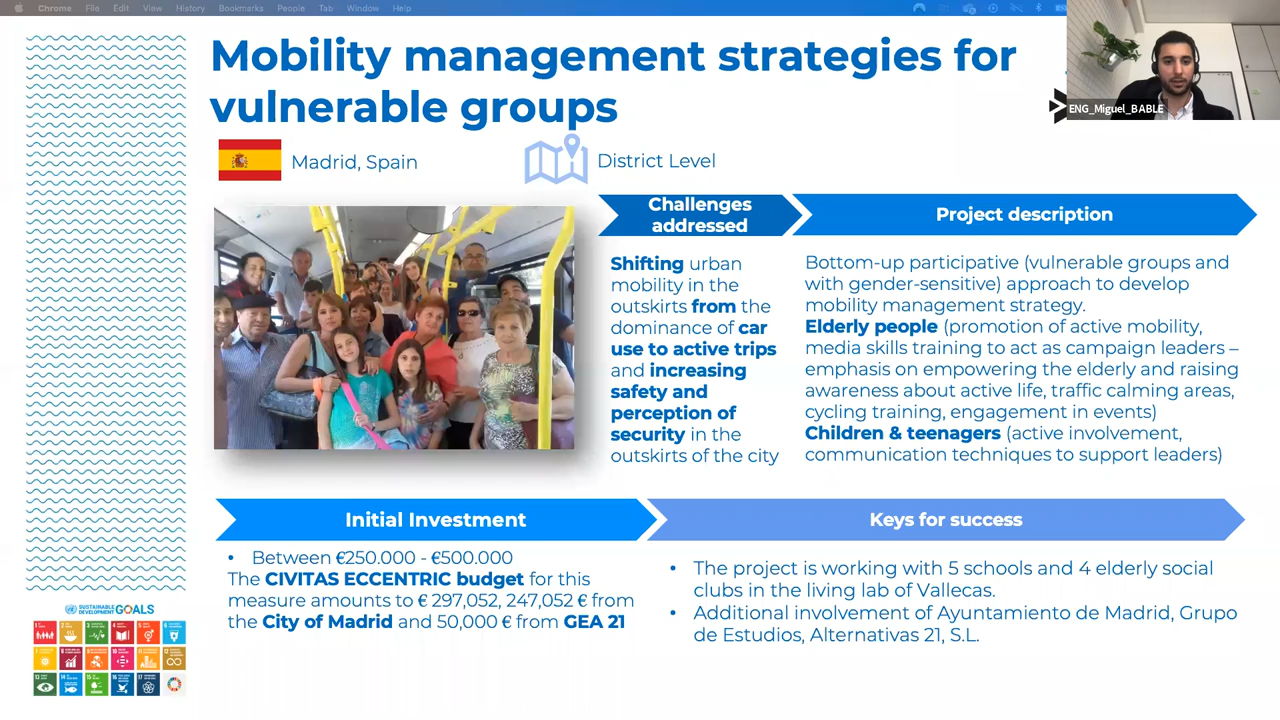 Chrome File Edit View History Bookmarks People Tab Window Help
Mobility management strategies for
vulnerable groups
ENG_Miguel_BABLE
Madrid, Spain
District Level
Challenges
addressed
Project description
Shifting urban
mobility in the
outskirts from the
dominance of car
use to active trips
and increasing
safety and
perception of
security in the
outskirts of the city
Bottom-up participative (vulnerable groups and
with gender-sensitive) approach to develop
mobility management strategy.
Elderly people (promotion of active mobility,
media skills training to act as campaign leaders –
emphasis on empowering the elderly and raising
awareness about active life, traffic calming areas,
cycling training, engagement in events)
Children & teenagers (active involvement,
communication techniques to support leaders)
Initial Investment
Keys for success
• Between €250.000 - €500.000
The CIVITAS ECCENTRIC budget for this
measure amounts to € 297,052, 247,052 € from
the City of Madrid and 50,000 € from GEA 21
• The project is working with 5 schools and 4 elderly social
clubs in the living lab of Vallecas.
• Additional involvement of Ayuntamiento de Madrid, Grupo
de Estudios, Alternativas 21, S.L.
SUSTAINABLE
DEVELOPMENT GOALS